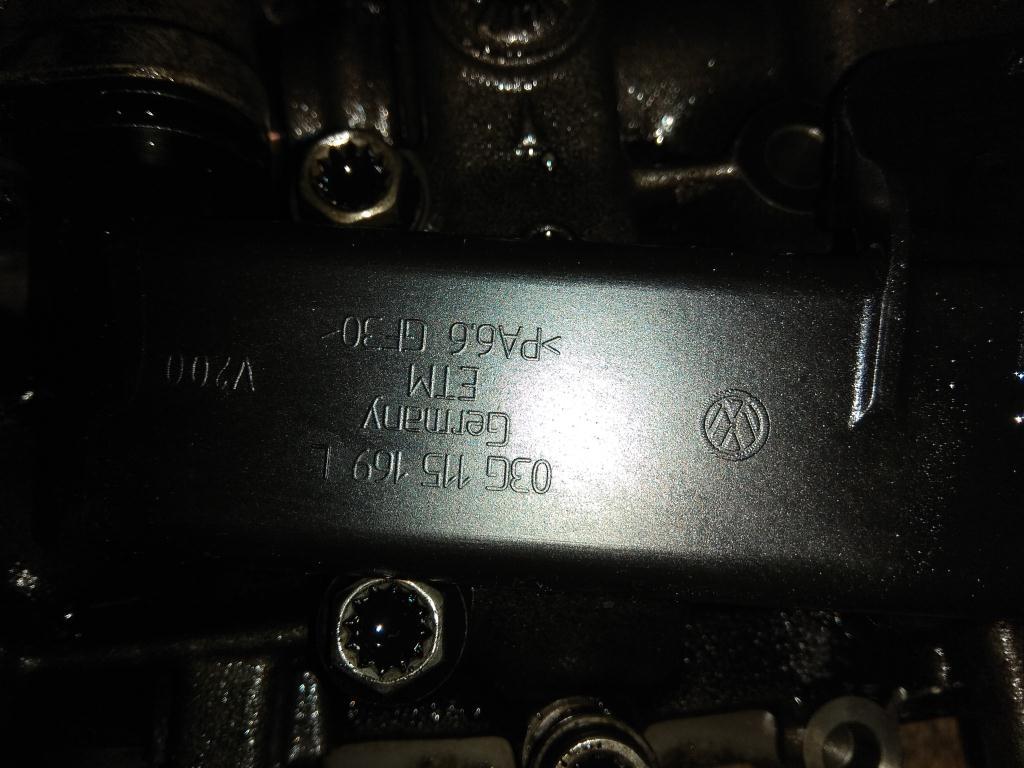 03G 115 169 L
Germany
ETM
>PA6.6 GF30<
V200